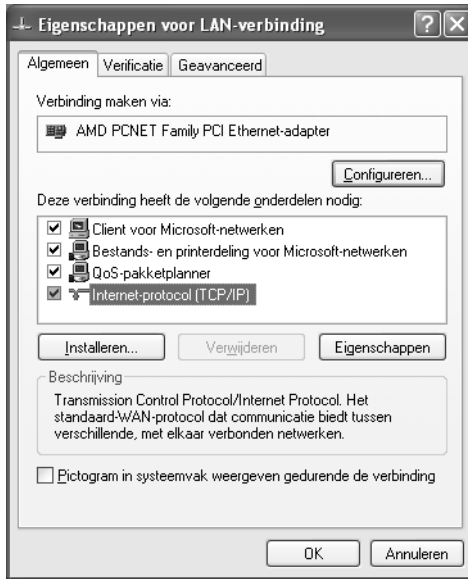 Eigenschappen voor LAN-verbinding
Algemeen Verificatie Geavanceerd
Verbinding maken via:
AMD PCNET Family PCI Ethernet-adapter
Configureren...
Deze verbinding heeft de volgende onderdelen nodig:
Client voor Microsoft-netwerken
Bestands- en printerdeling voor Microsoft-netwerken
QoS-pakketplanner
Internet-protocol (TCP/IP)
Installeren... Verwijderen Eigenschappen
Beschrijving
Transmission Control Protocol/Internet Protocol. Het
standaard-WAN-protocol dat communicatie biedt tussen
verschillende, met elkaar verbonden netwerken.
Pictogram in systeemvak weergeven gedurende de verbinding
OK Annuleren